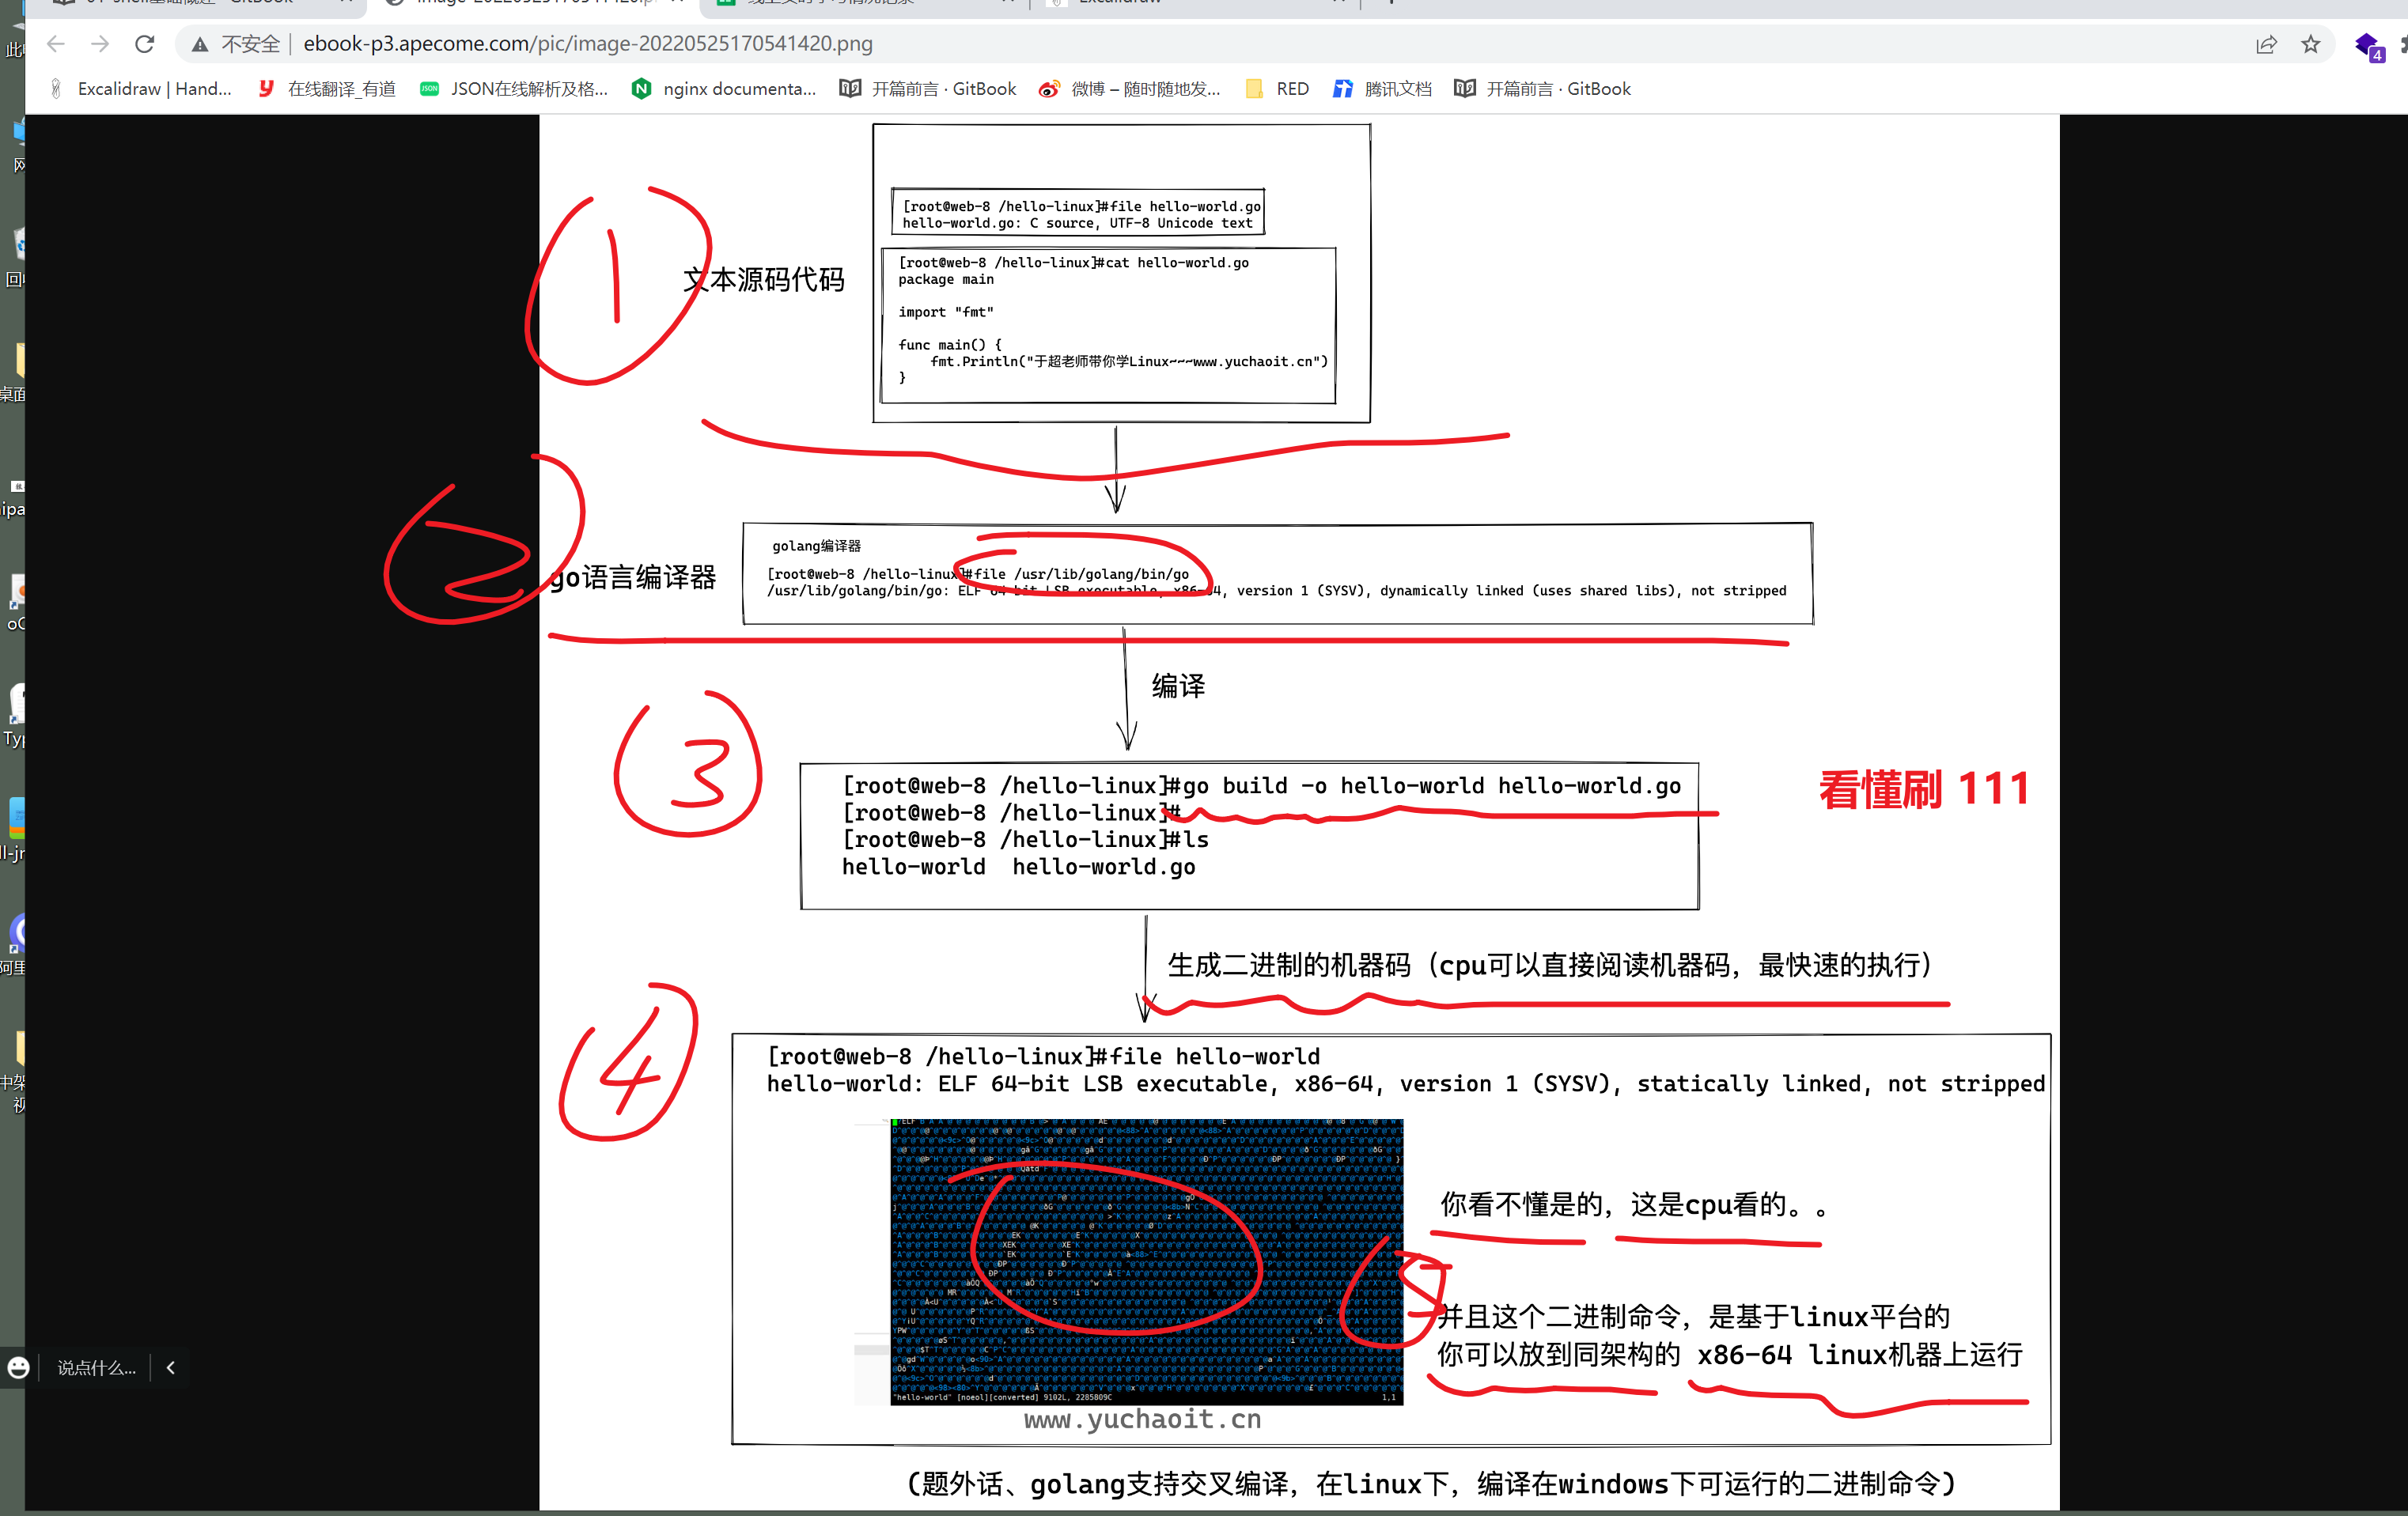 不安全 | ebook-p3.apecome.com/pic/image-20220525170541420.png
4
Excalidraw | Hand...
在线翻译_有道
JSON在线解析及格...
nginx documenta...
开篇前言 · GitBook
微博 – 随时随地发...
RED
腾讯文档
开篇前言 · GitBook
[root@web-8 /hello-linux]#file hello-world.go
hello-world.go: C source, UTF-8 Unicode text
1
文本源码代码
[root@web-8 /hello-linux]#cat hello-world.go
package main
import "fmt"
func main() {
fmt.Println("于超老师带你学Linux~~~www.yuchaoit.cn")
}
2
go语言编译器
golang编译器
[root@web-8 /hello-linux]#file /usr/lib/golang/bin/go
/usr/lib/golang/bin/go: ELF 64-bit LSB executable, x86-64, version 1 (SYSV), dynamically linked (uses shared libs), not stripped
编译
3
[root@web-8 /hello-linux]#go build -o hello-world hello-world.go
[root@web-8 /hello-linux]#
[root@web-8 /hello-linux]#ls
hello-world hello-world.go
看懂刷 111
生成二进制的机器码（cpu可以直接阅读机器码，最快速的执行）
4
[root@web-8 /hello-linux]#file hello-world
hello-world: ELF 64-bit LSB executable, x86-64, version 1 (SYSV), statically linked, not stripped
你看不懂是的，这是cpu看的。。
5
并且这个二进制命令，是基于linux平台的
你可以放到同架构的 x86-64 linux机器上运行
"hello-world" [noeol][converted] 9102L, 2285809C 1,1
www.yuchaoit.cn
（题外话、golang支持交叉编译，在linux下，编译在windows下可运行的二进制命令）
说点什么...